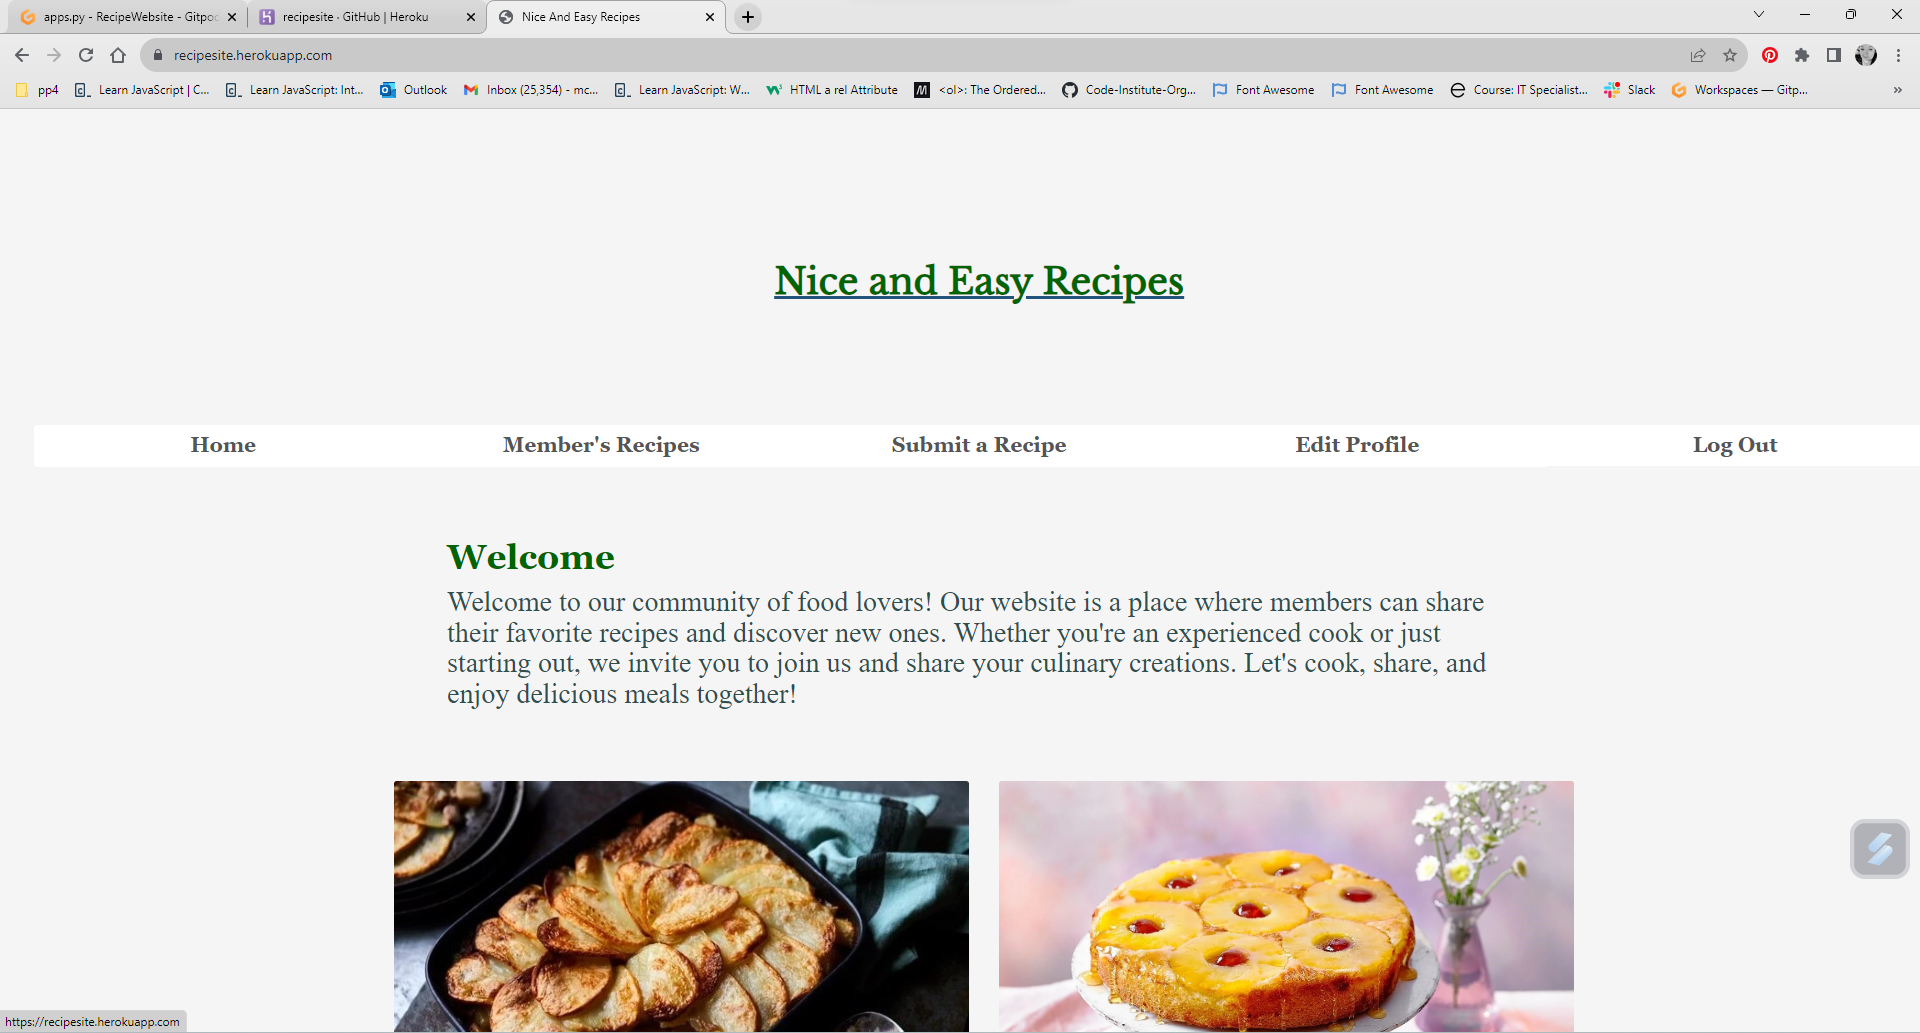 apps.py - RecipeWebsite - Gitpod
recipesite · GitHub | Heroku
Nice And Easy Recipes
recipesite.herokuapp.com
pp4
Learn JavaScript | C...
Learn JavaScript: Int...
Outlook
Inbox (25,354) - mc...
Learn JavaScript: W...
HTML a rel Attribute
<ol>: The Ordered...
Code-Institute-Org...
Font Awesome
Font Awesome
Course: IT Specialist...
Slack
Workspaces — Gitp...
»
Nice and Easy Recipes
Home
Member's Recipes
Submit a Recipe
Edit Profile
Log Out
Welcome
Welcome to our community of food lovers! Our website is a place where members can share
their favorite recipes and discover new ones. Whether you're an experienced cook or just
starting out, we invite you to join us and share your culinary creations. Let's cook, share, and
enjoy delicious meals together!
https://recipesite.herokuapp.com